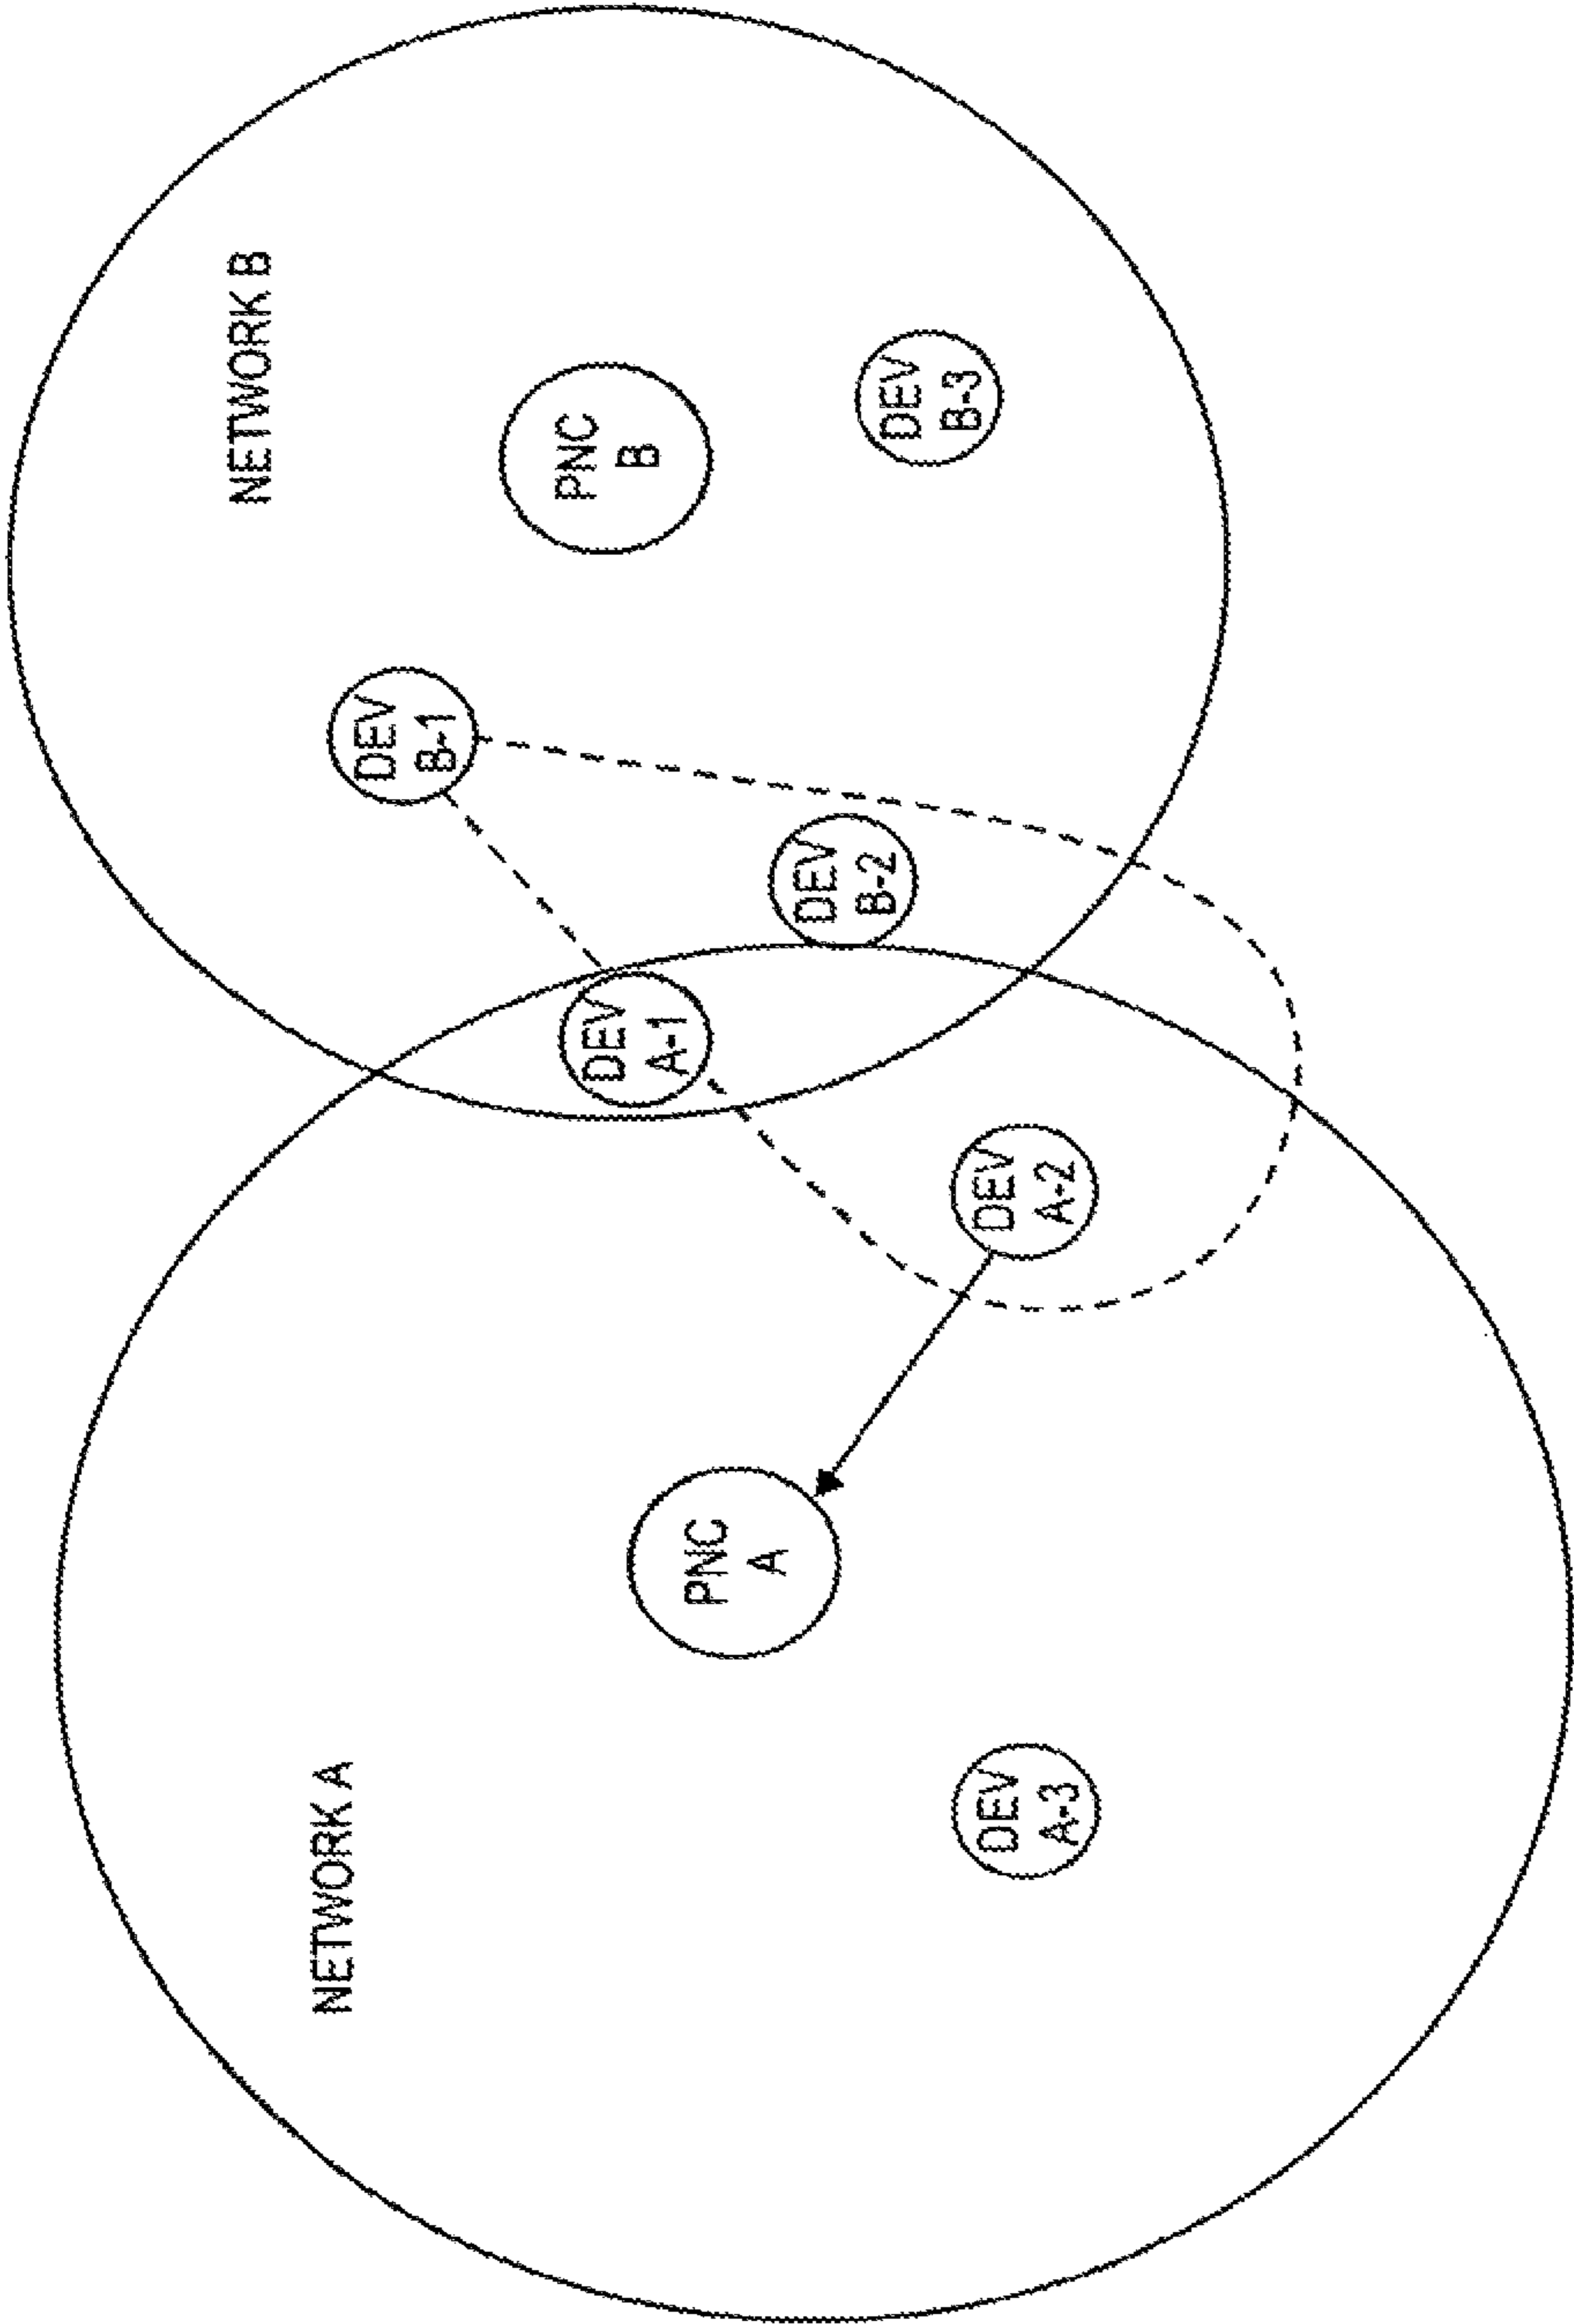 NETWORK A
NETWORK B
DEV
B-1
PNC
B
DEV
A-1
PNC
A
DEV
B-2
DEV
B-3
DEV
A-3
DEV
A-2